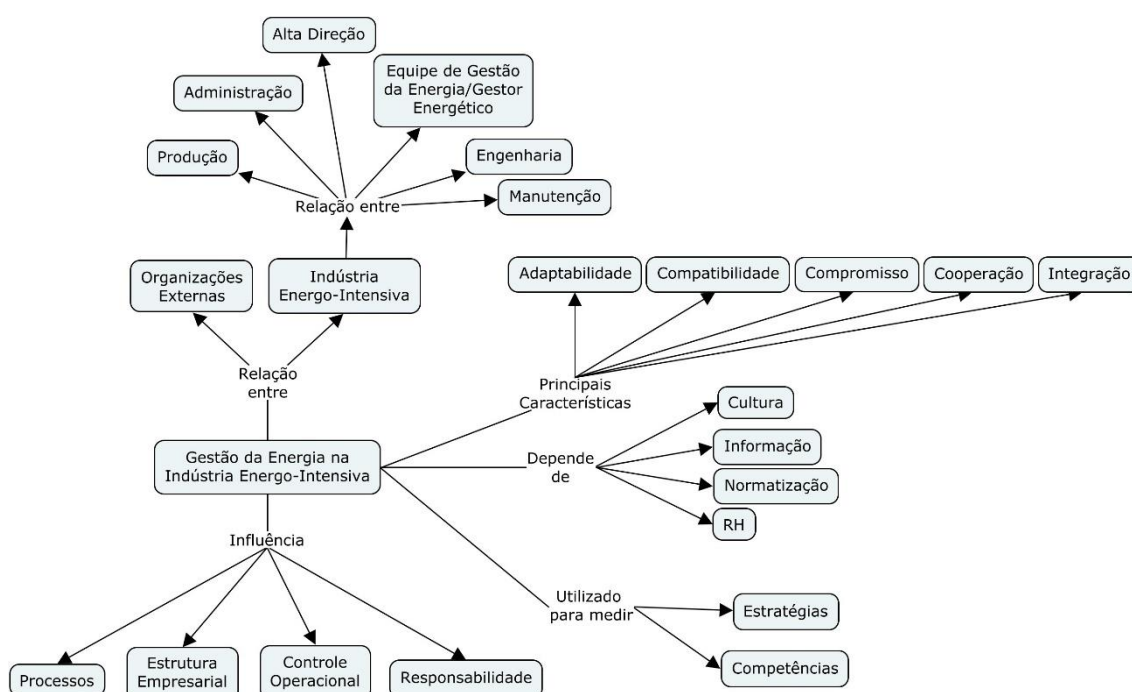 Alta Direção
Equipe de Gestão
da Energia/Gestor
Energético
Administração
Produção
Engenharia
Manutenção
Relação entre
Organizações
Externas
Indústria
Energo-Intensiva
Adaptabilidade
Compatibilidade
Compromisso
Cooperação
Integração
Relação
entre
Principais
Características
Cultura
Gestão da Energia na
Indústria Energo-Intensiva
Depende
de
Informação
Normatização
RH
Influência
Utilizado
para medir
Estratégias
Competências
Processos
Estrutura
Empresarial
Controle
Operacional
Responsabilidade